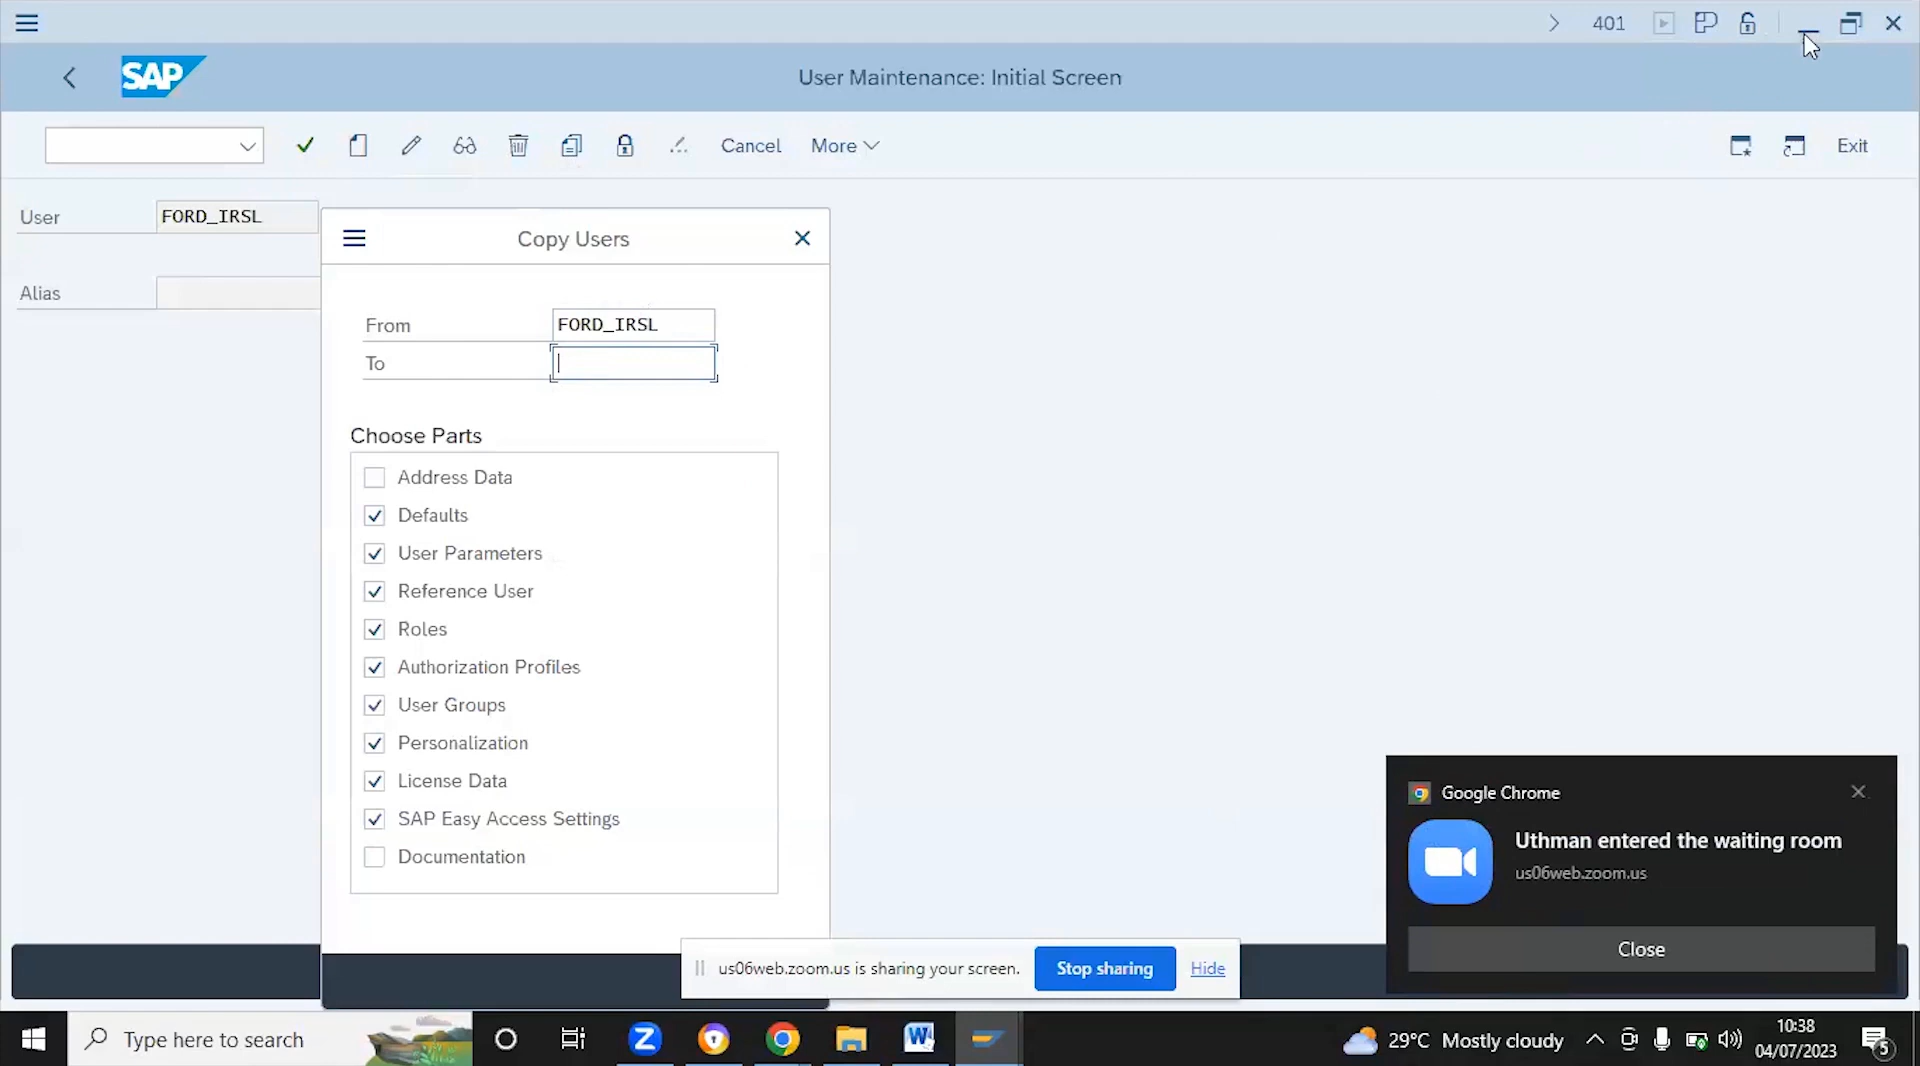 401
SAP
User Maintenance: Initial Screen
Cancel More Exit
User FORD_IRSL
Alias
Copy Users
From FORD_IRSL
To
Choose Parts
Address Data
Defaults
User Parameters
Reference User
Roles
Authorization Profiles
User Groups
Personalization
License Data
SAP Easy Access Settings
Documentation
Google Chrome
Uthman entered the waiting room
us06web.zoom.us
Close
us06web.zoom.us is sharing your screen. Stop sharing Hide
Type here to search
Z
W
29°C Mostly cloudy
10:38
04/07/2023
5